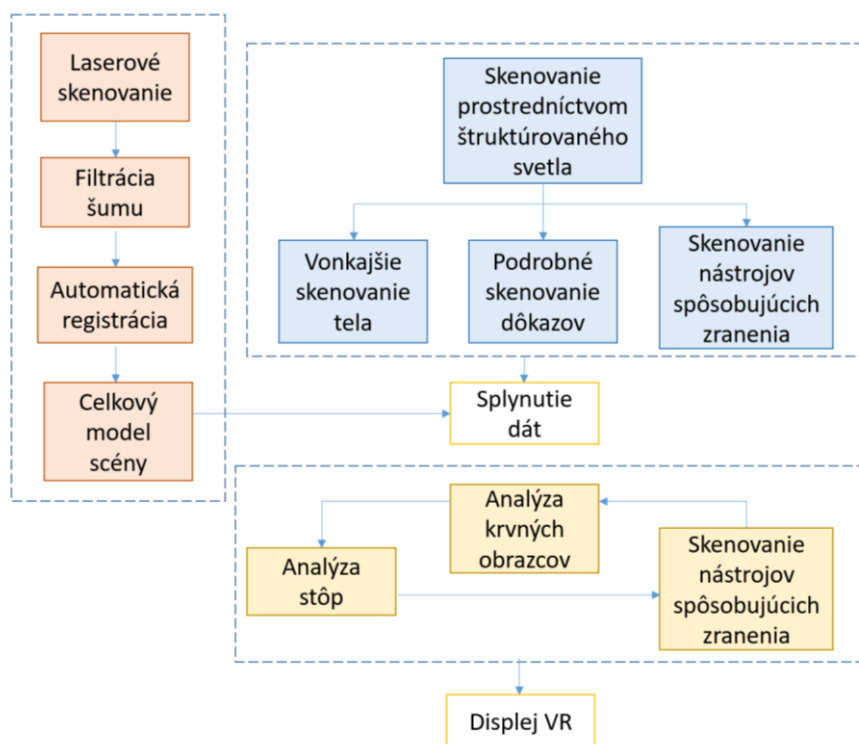 Laserové
skenovanie
Filtrácia
šumu
Automatická
registrácia
Celkový
model
scény
Skenovanie
prostredníctvom
štruktúrovaného
svetla
Vonkajšie
skenovanie
tela
Podrobné
skenovanie
dôkazov
Skenovanie
nástrojov
spôsobujúcich
zranenia
Splynutie
dát
Analýza
krvných
obrazcov
Analýza
stôp
Skenovanie
nástrojov
spôsobujúcich
zranenia
Displej VR